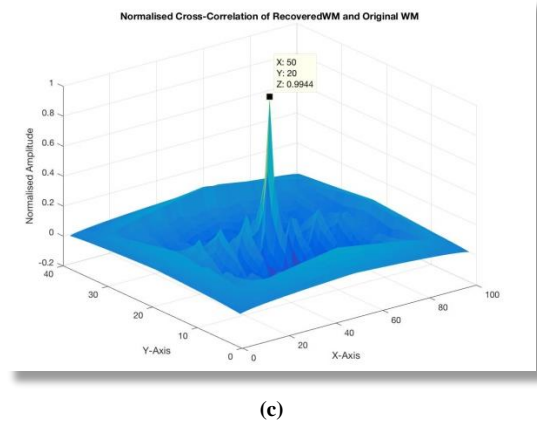 Normalised Cross-Correlation of RecoveredWM and Original WM
X: 50
Y: 20
Z: 0.9944
1
0.8
0.6
0.4
0.2
0
-0.2
Normalised Amplitude
40
30
20
10
0
Y-Axis
0
20
40
60
80
100
X-Axis
(c)